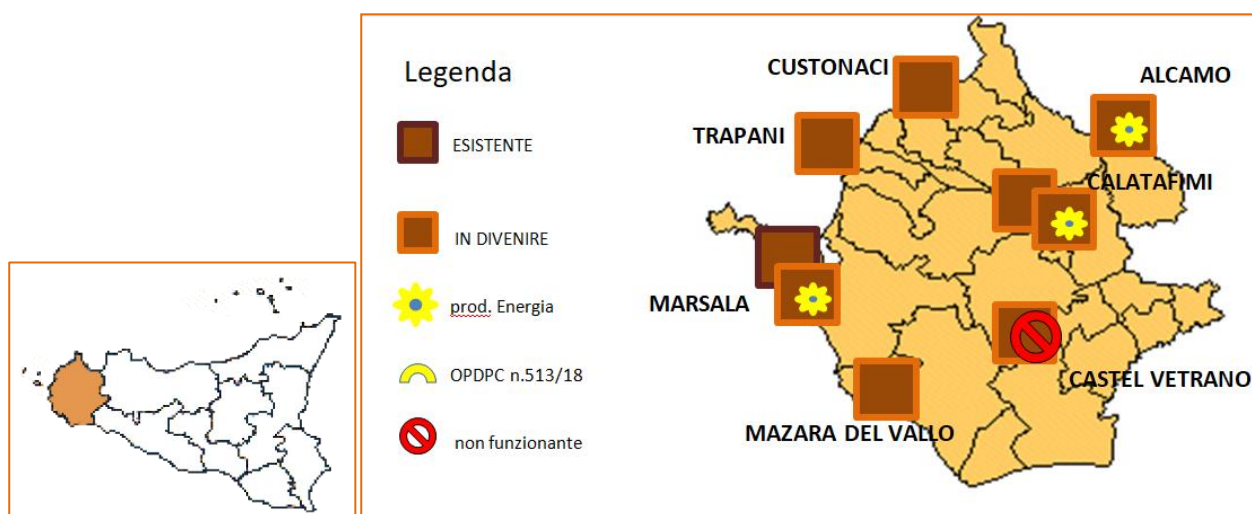 Legenda
ESISTENTE
IN DIVENIRE
prod. Energia
OPDPC n.513/18
non funzionante
CUSTONACI
ALCAMO
TRAPANI
CALATAFIMI
MARSALA
CASTEL VETRANO
MAZARA DEL VALLO